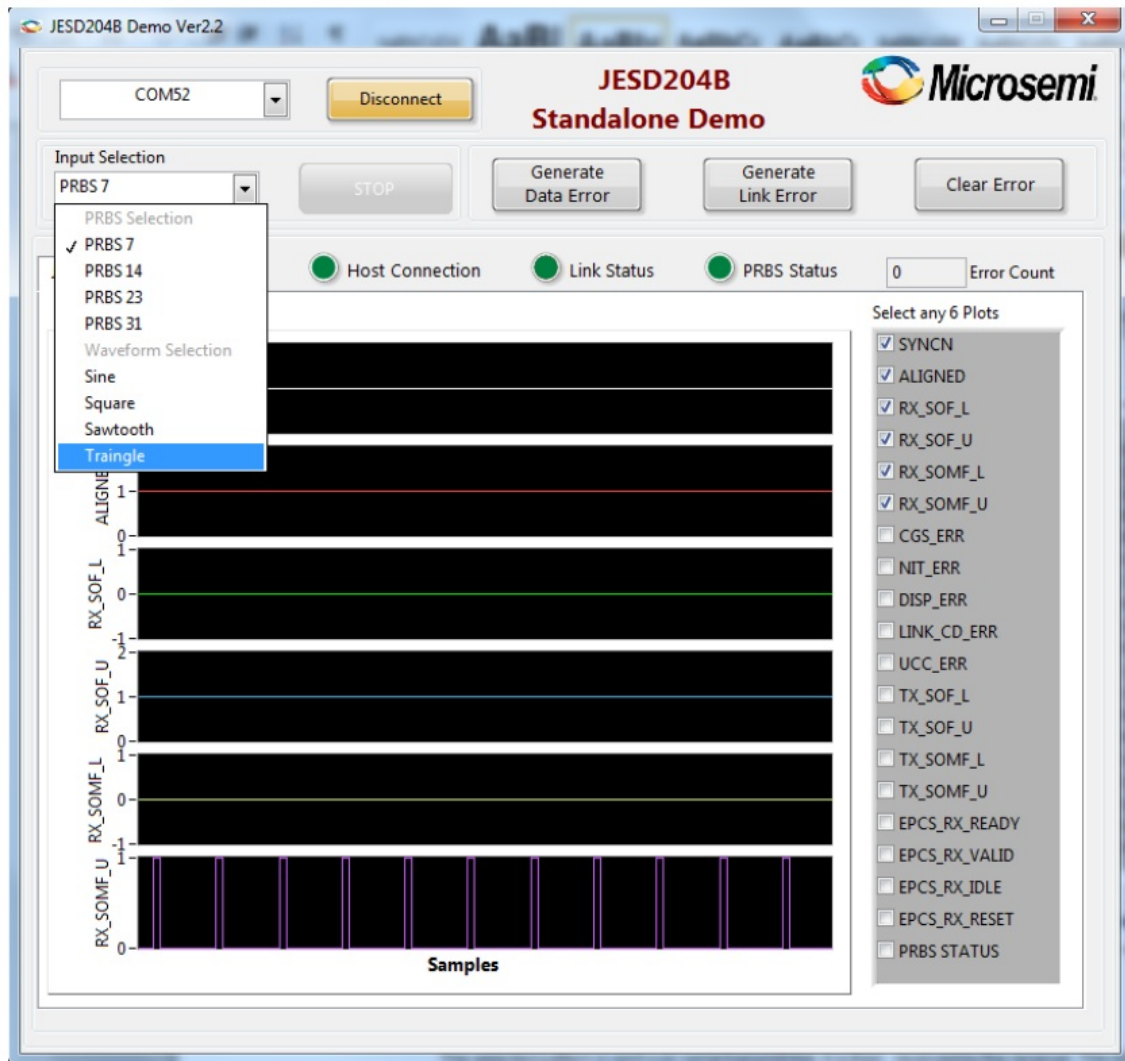 JESD204B Demo Ver2.2
COM52
Disconnect
JESD204B
Standalone Demo
Microsemi.
Input Selection
PRBS 7
STOP
Generate
Data Error
Generate
Link Error
Clear Error
PRBS Selection
✓ PRBS 7
PRBS 14
PRBS 23
PRBS 31
Waveform Selection
Sine
Square
Sawtooth
Traingle
Host Connection
Link Status
PRBS Status
0 Error Count
Select any 6 Plots
SYNCN
ALIGNED
RX_SOF_L
RX_SOF_U
RX_SOMF_L
RX_SOMF_U
CGS_ERR
NIT_ERR
DISP_ERR
LINK_CD_ERR
UCC_ERR
TX_SOF_L
TX_SOF_U
TX_SOMF_L
TX_SOMF_U
EPCS_RX_READY
EPCS_RX_VALID
EPCS_RX_IDLE
EPCS_RX_RESET
PRBS STATUS
1
0
RX_SOF_L
1
0
-1
RX_SOF_U
2
1
0
RX_SOMF_L
1
0
-1
RX_SOMF_U
1
0
Samples